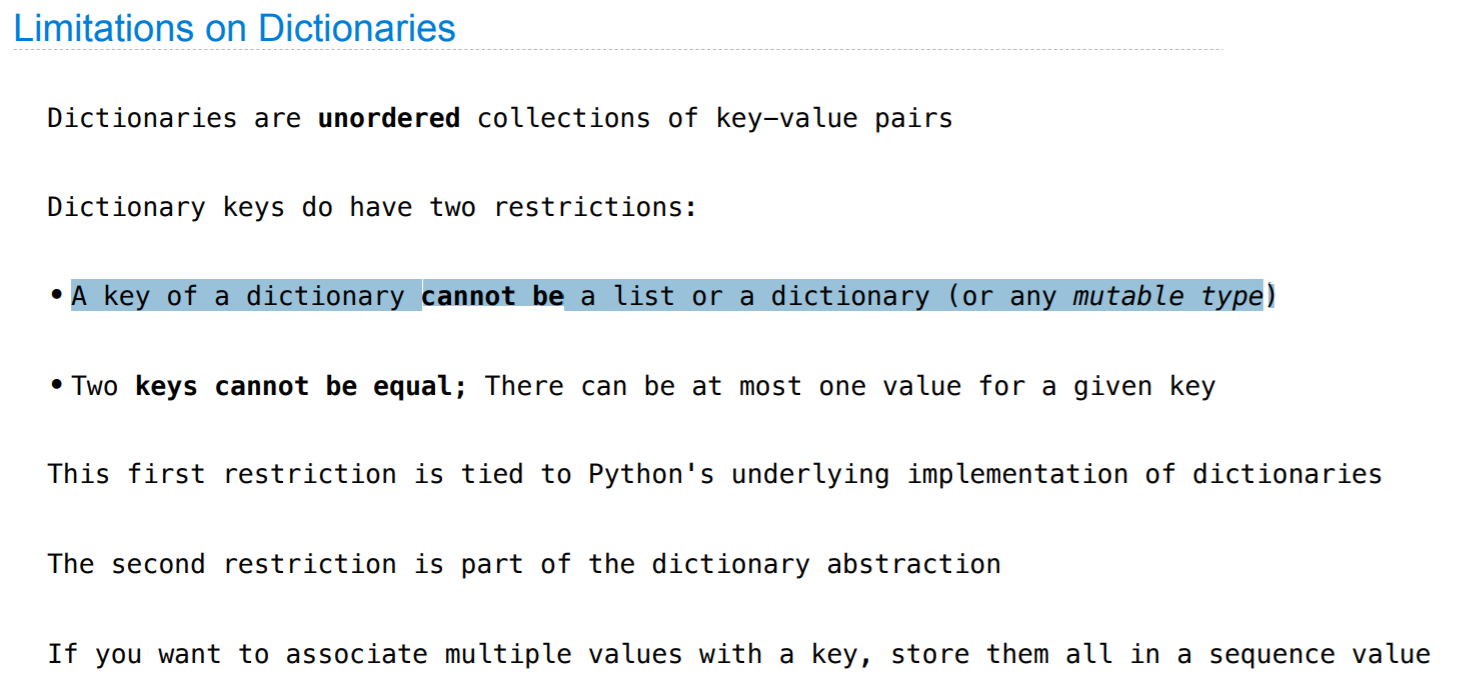 Limitations on Dictionaries
Dictionaries are unordered collections of key-value pairs
Dictionary keys do have two restrictions:
• A key of a dictionary cannot be a list or a dictionary (or any mutable type)
• Two keys cannot be equal; There can be at most one value for a given key
This first restriction is tied to Python's underlying implementation of dictionaries
The second restriction is part of the dictionary abstraction
If you want to associate multiple values with a key, store them all in a sequence value